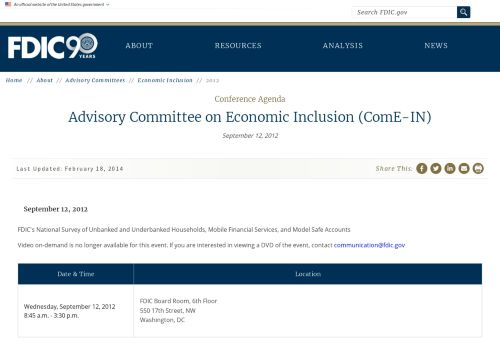 An official website of the United States government
Search FDIC.gov
FDIC 90 YEARS
ABOUT
RESOURCES
ANALYSIS
NEWS
Home // About // Advisory Committees // Economic Inclusion // 2012
Conference Agenda
Advisory Committee on Economic Inclusion (ComE-IN)
September 12, 2012
Last Updated: February 18, 2014
Share This:
September 12, 2012
FDIC's National Survey of Unbanked and Underbanked Households, Mobile Financial Services, and Model Safe Accounts
Video on-demand is no longer available for this event. If you are interested in viewing a DVD of the event, contact communication@fdic.gov
Date & Time
Location
Wednesday, September 12, 2012
8:45 a.m. - 3:30 p.m.
FDIC Board Room, 6th Floor
550 17th Street, NW
Washington, DC